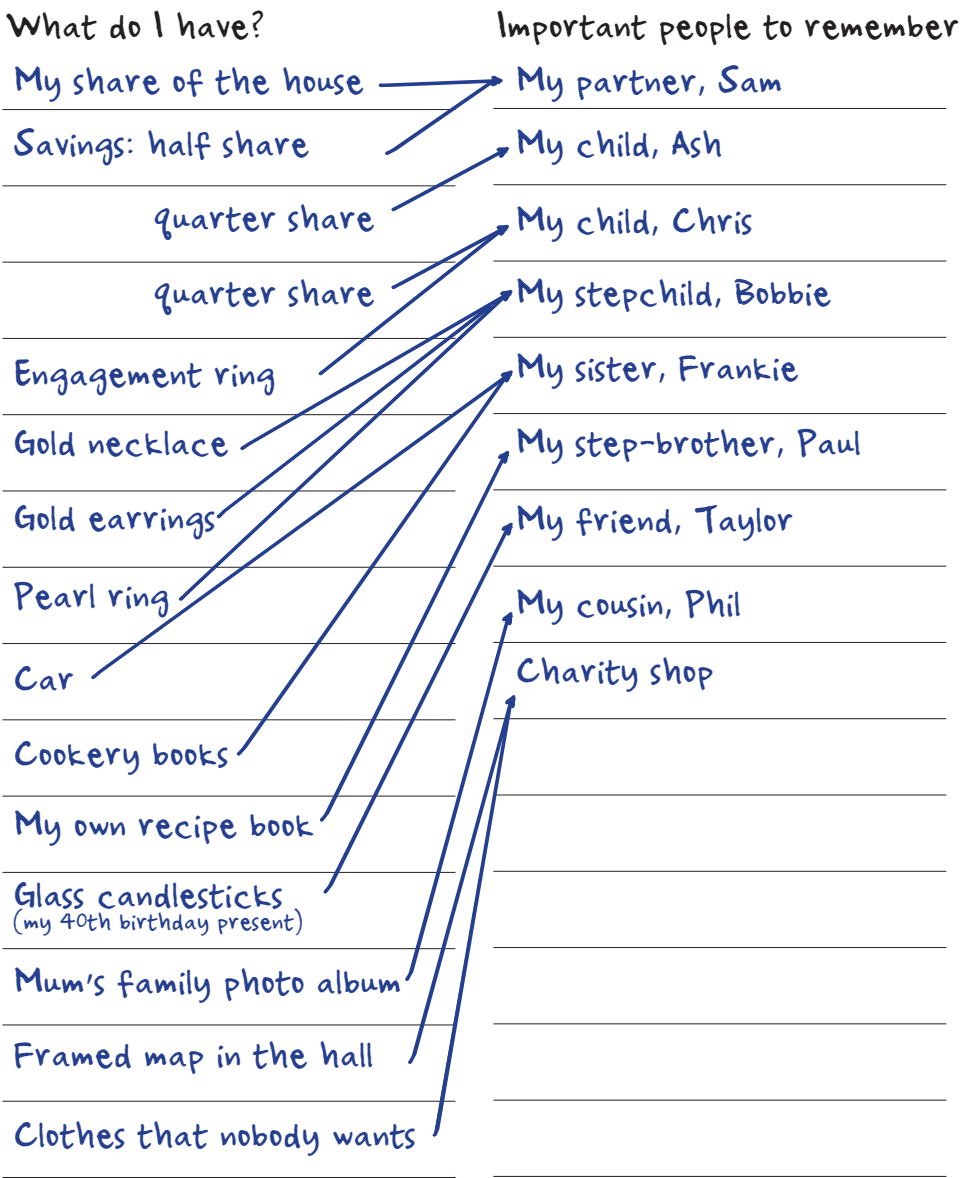 What do I have?
My share of the house
Savings: half share
quarter share
quarter share
Engagement ring
Gold necklace
Gold earrings
Pearl ring
Car
Cookery books
My own recipe book
Glass candlesticks
(my 40th birthday present)
Mum's family photo album
Framed map in the hall
Clothes that nobody wants
Important people to remember
My partner, Sam
My child, Ash
My child, Chris
My stepchild, Bobbie
My sister, Frankie
My step-brother, Paul
My friend, Taylor
My cousin, Phil
Charity shop